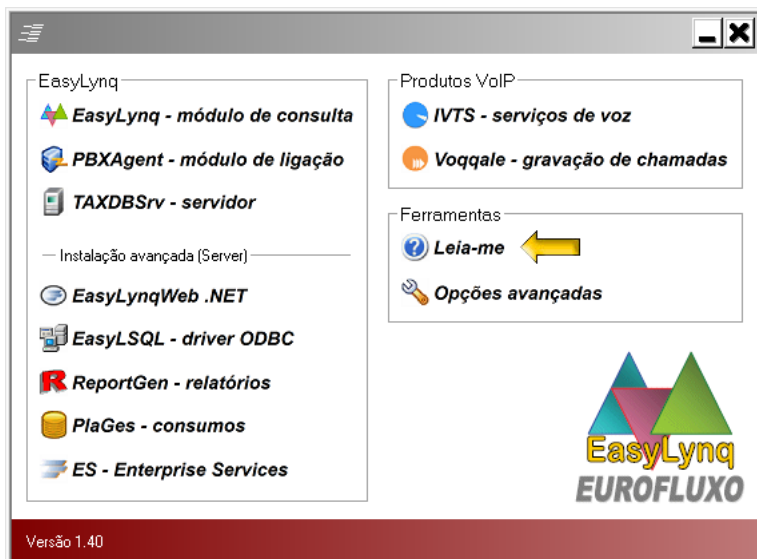 EasyLynq
EasyLynq - módulo de consulta
PBXAgent - módulo de ligação
TAXDBSrv - servidor
Instalação avançada (Server)
EasyLynqWeb .NET
EasyLSQL - driver ODBC
ReportGen - relatórios
PlaGes - consumos
ES - Enterprise Services
Produtos VoIP
IVTS - serviços de voz
Voqqale - gravação de chamadas
Ferramentas
Leia-me
Opções avançadas
EasyLynq
EUROFLUXO
Versão 1.40